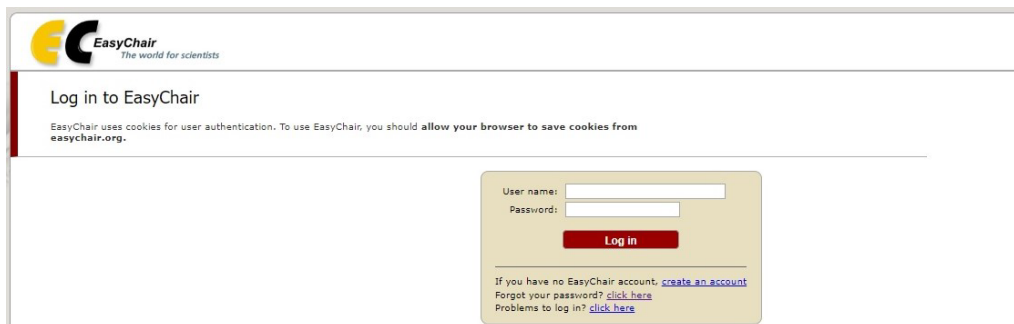 EC EasyChair
The world for scientists
Log in to EasyChair
EasyChair uses cookies for user authentication. To use EasyChair, you should allow your browser to save cookies from
easychair.org.
User name:
Password:
Log in
If you have no EasyChair account, create an account
Forgot your password? click here
Problems to log in? click here